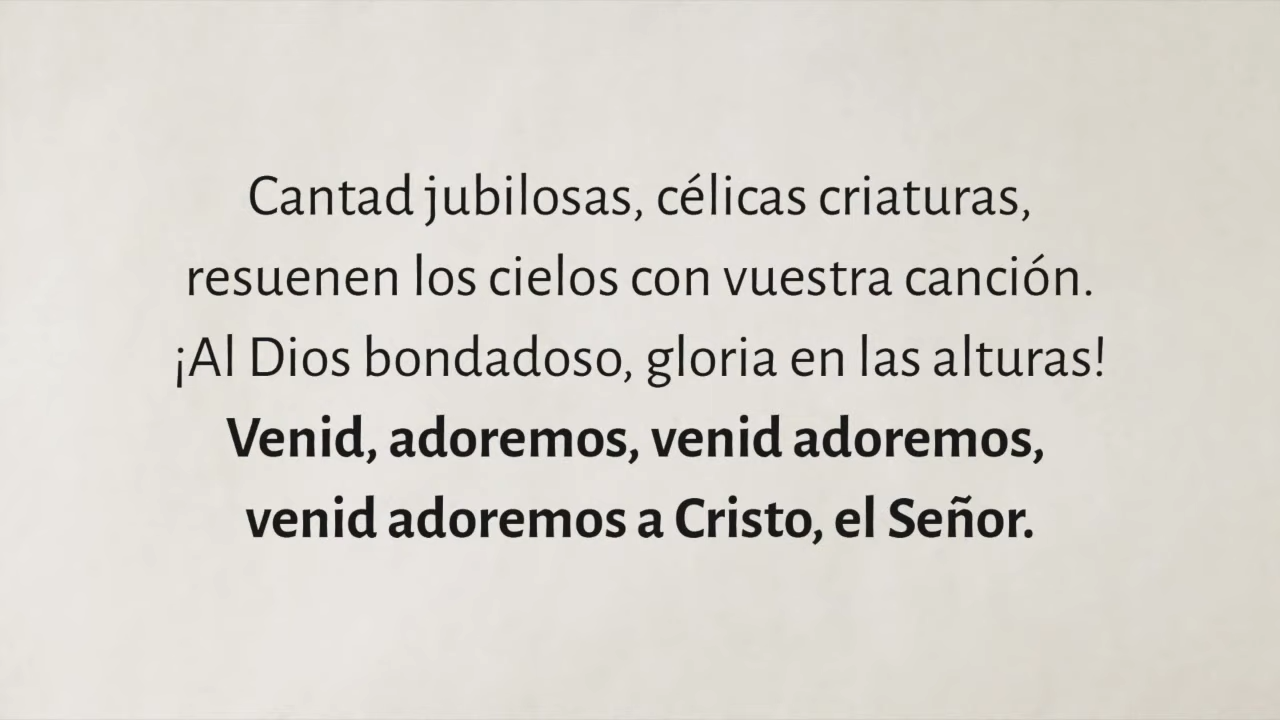 Cantad jubilosas, célicas criaturas,
resuenen los cielos con vuestra canción.
¡Al Dios bondadoso, gloria en las alturas!
Venid, adoremos, venid adoremos,
venid adoremos a Cristo, el Señor.